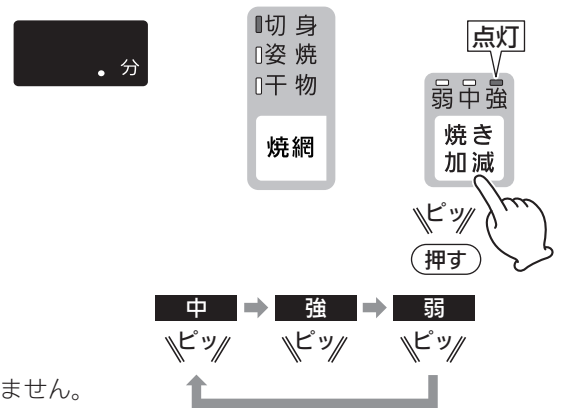 分
切身
姿焼
干物
焼網
点灯
弱中強
焼き
加減
ピッ
押す
中 強 弱
ピッ ピッ ピッ
ません。